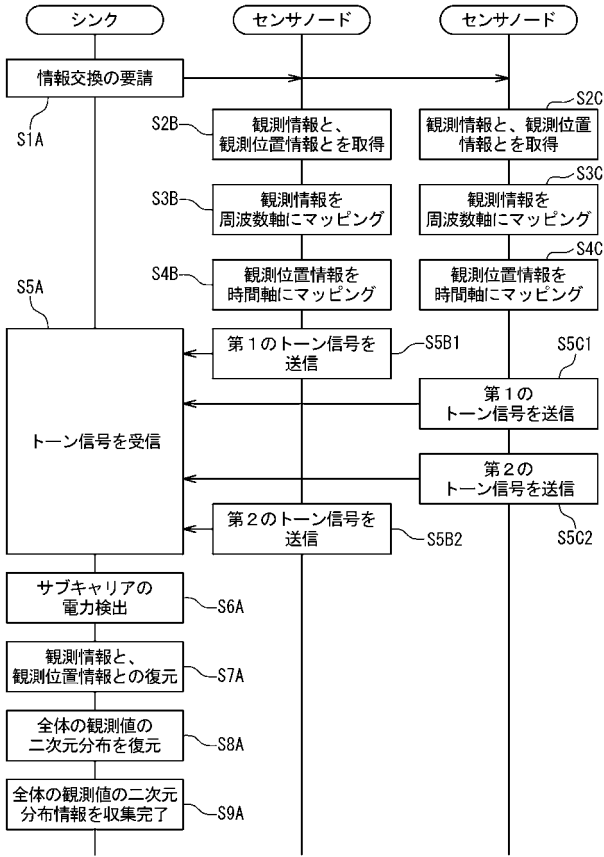 シンク
センサノード
センサノード
情報交換の要請
S1A
S2B
観測情報と、
観測位置情報とを取得
S2C
観測情報と、観測位置
情報とを取得
S3B
観測情報を
周波数軸にマッピング
S3C
観測情報を
周波数軸にマッピング
S4B
観測位置情報を
時間軸にマッピング
S4C
観測位置情報を
時間軸にマッピング
S5A
トーン信号を受信
第1のトーン信号を
送信
S5B1
S5C1
第1の
トーン信号を送信
第2の
トーン信号を送信
S5C2
第2のトーン信号を
送信
S5B2
サブキャリアの
電力検出
S6A
観測情報と、
観測位置情報との復元
S7A
全体の観測値の
二次元分布を復元
S8A
全体の観測値の二次元
分布情報を収集完了
S9A